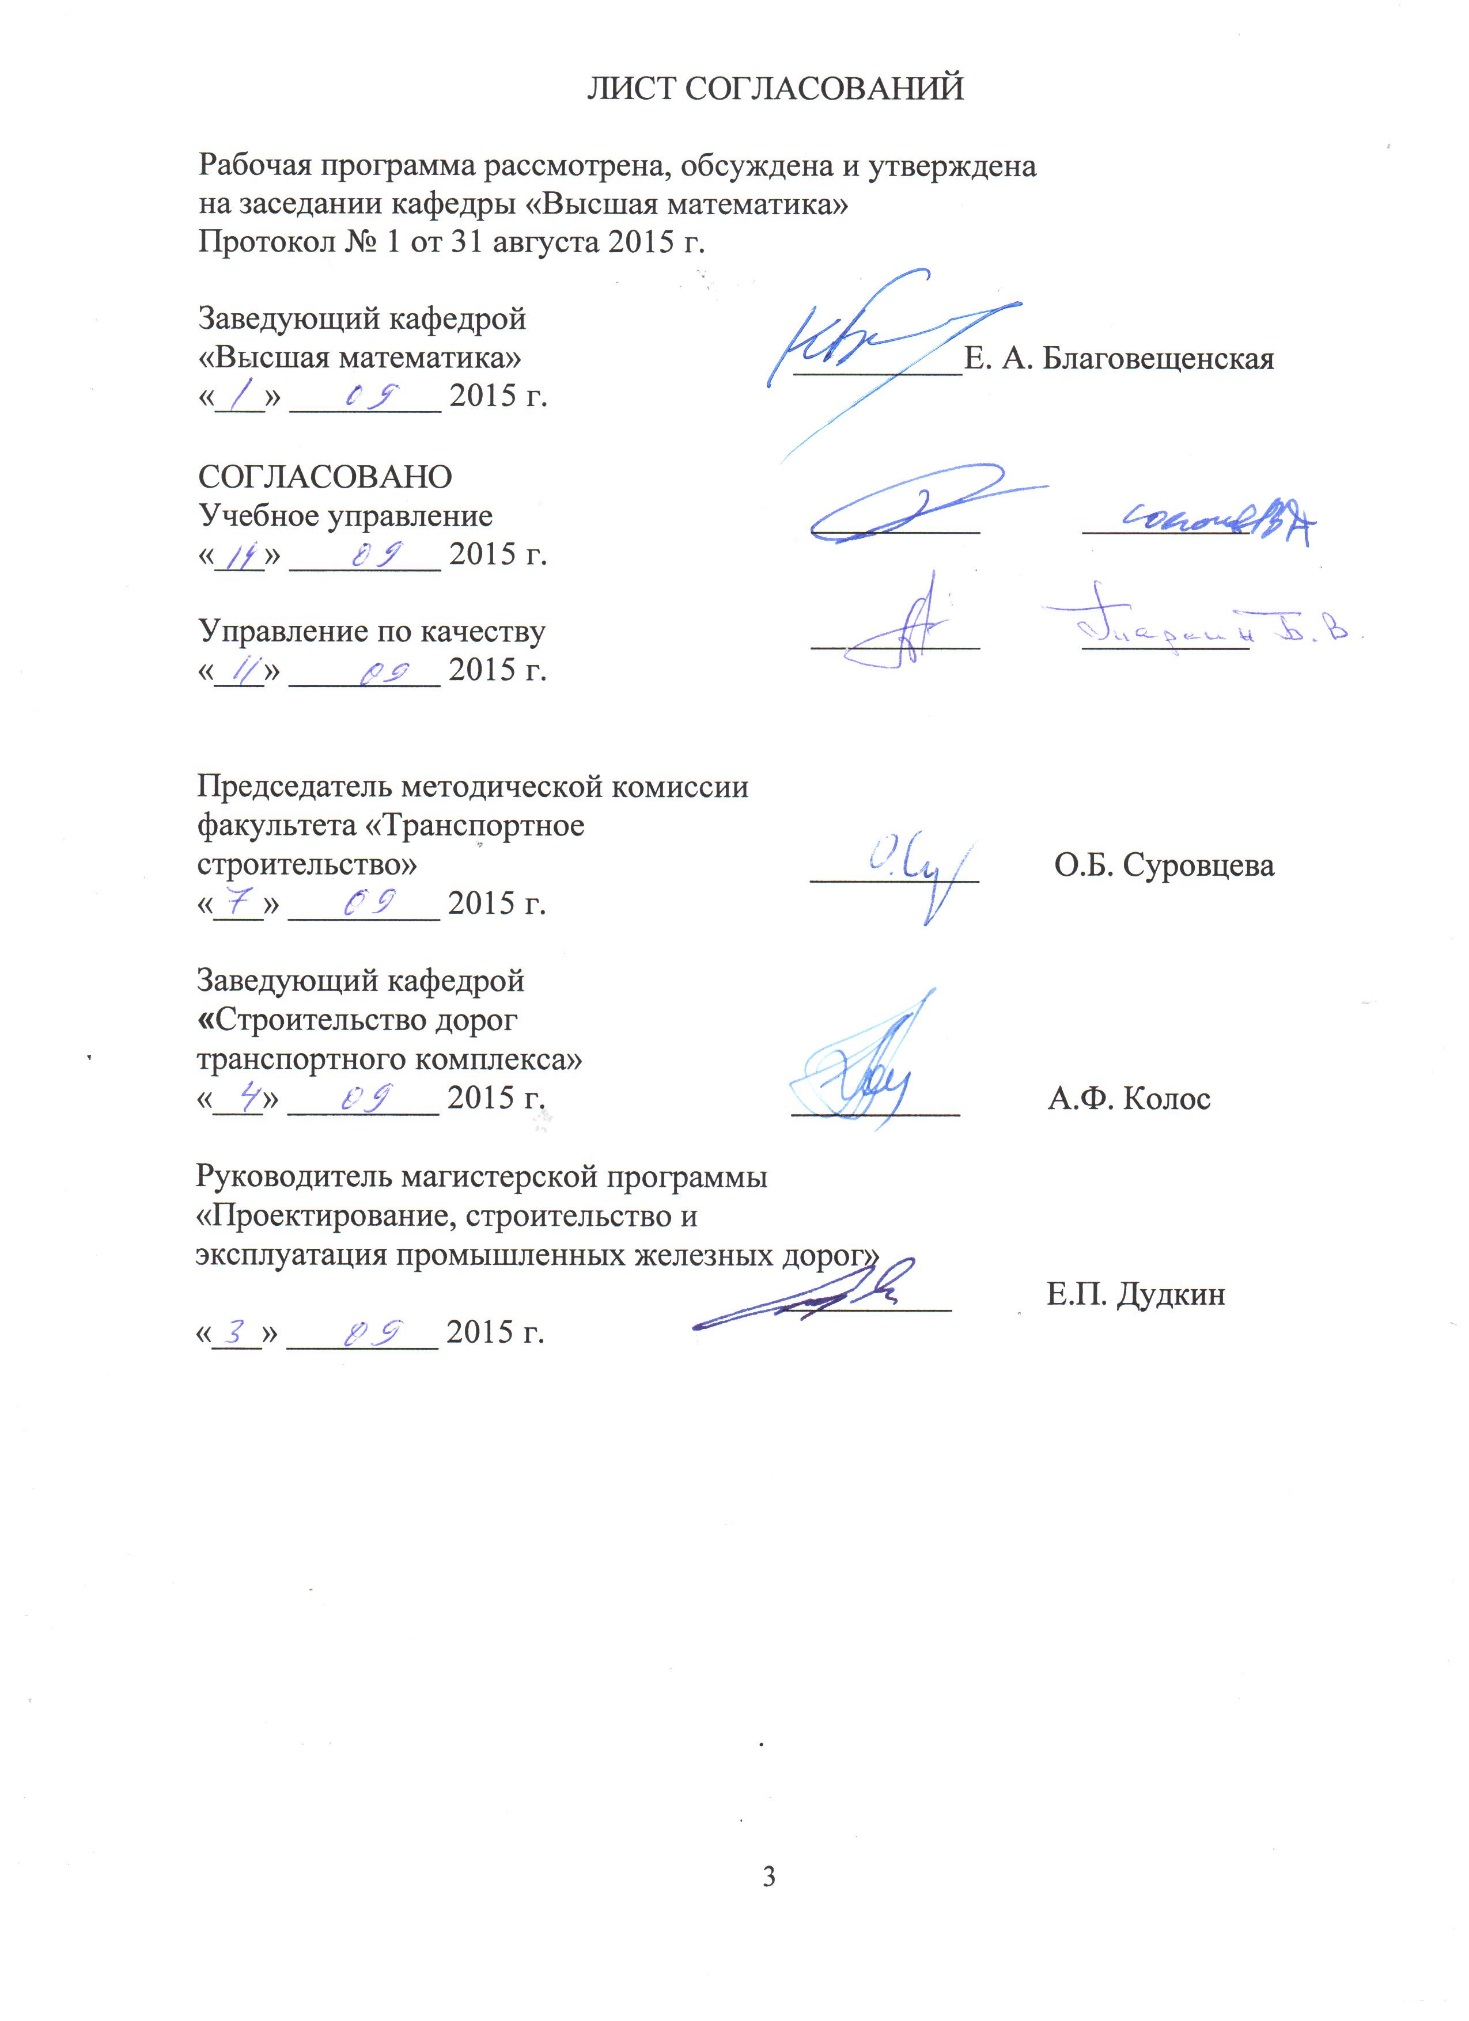 ЛИСТ СОГЛАСОВАНИЙ
Рабочая программа рассмотрена, обсуждена и утверждена
на заседании кафедры «Высшая математика»
Протокол № 1 от 31 августа 2015 г.
Заведующий кафедрой
«Высшая математика» Е. А. Благовещенская
«1» 09 2015 г.
СОГЛАСОВАНО
Учебное управление
«14» 09 2015 г.
Управление по качеству Б. В.
«11» 09 2015 г.
Председатель методической комиссии
факультета «Транспортное
строительство» О.Б. Суровцева
«7» 09 2015 г.
Заведующий кафедрой
«Строительство дорог
транспортного комплекса»
«4» 09 2015 г. А.Ф. Колос
Руководитель магистерской программы
«Проектирование, строительство и
эксплуатация промышленных железных дорог»
Е.П. Дудкин
«3» 09 2015 г.
3